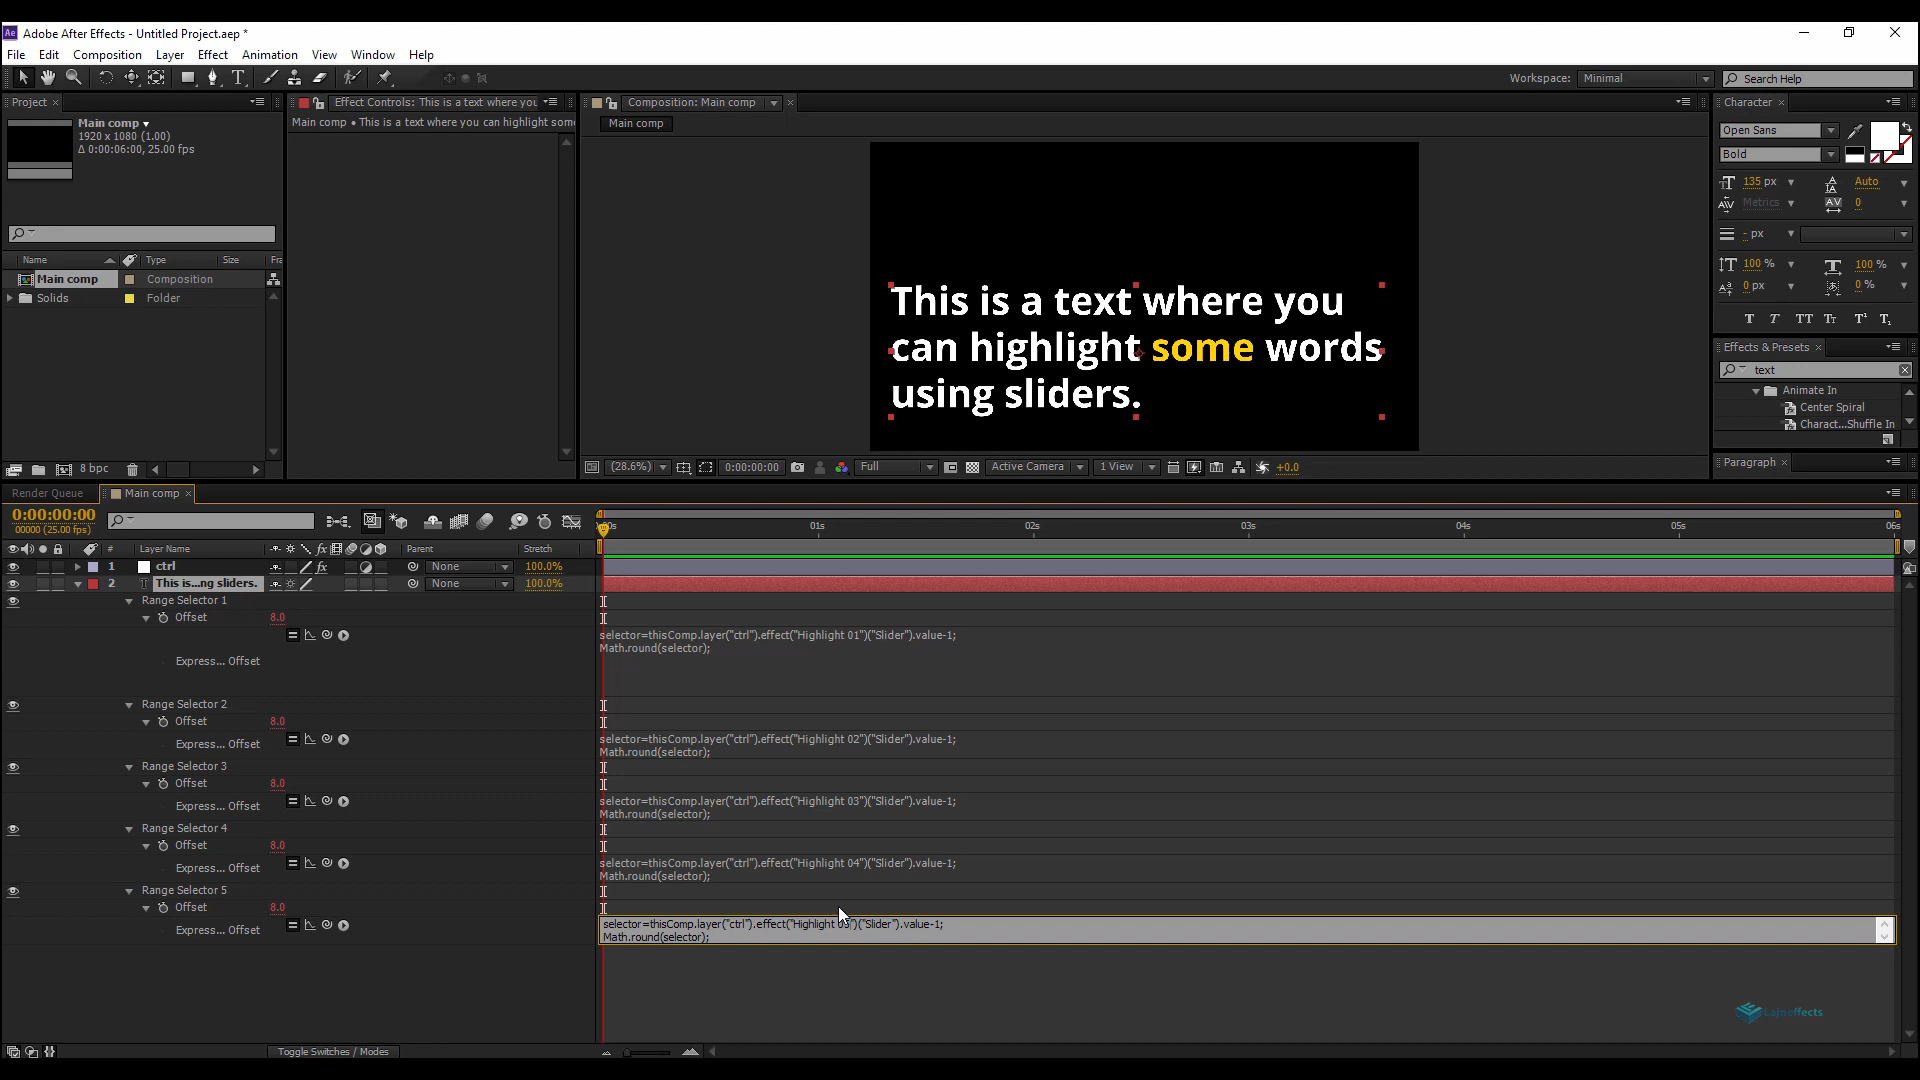 Adobe After Effects - Untitled Project.aep *
File Edit Composition Layer Effect Animation View Window Help
Workspace: Minimal Search Help
Project
Effect Controls: This is a text where you
Composition: Main comp
Character
Main comp
1920 x 1080 (1.00)
Δ 0:00:06:00, 25.00 fps
Main comp • This is a text where you can highlight some
Main comp
Open Sans
Bold
135 px Auto
Metrics 0
- px
100 % 100 %
0 px 0 %
T T TT Tt T¹ T₁
Effects & Presets
text
Animate In
Center Spiral
Charact...Shuffle In
Paragraph
Name Type Size Fra
Main comp Composition
Solids Folder
8 bpc
This is a text where you
can highlight some words
using sliders.
(28.6%) 0:00:00:00 Full Active Camera 1 View +0.0
Render Queue Main comp
0:00:00:00
00000 (25.00 fps)
01s 02s 03s 04s 05s 06s
# Layer Name Parent Stretch
1 ctrl None 100.0%
2 This is...ng sliders. None 100.0%
Range Selector 1
Offset 8.0
selector=thisComp.layer("ctrl").effect("Highlight 01")("Slider").value-1;
Math.round(selector);
Express... Offset
Range Selector 2
Offset 8.0
selector=thisComp.layer("ctrl").effect("Highlight 02")("Slider").value-1;
Express... Offset
Math.round(selector);
Range Selector 3
Offset 8.0
selector=thisComp.layer("ctrl").effect("Highlight 03")("Slider").value-1;
Express... Offset
Math.round(selector);
Range Selector 4
Offset 8.0
selector=thisComp.layer("ctrl").effect("Highlight 04")("Slider").value-1;
Express... Offset
Math.round(selector);
Range Selector 5
Offset 8.0
selector=thisComp.layer("ctrl").effect("Highlight 05")("Slider").value-1;
Express... Offset
Math.round(selector);
Lajneffects
Toggle Switches / Modes